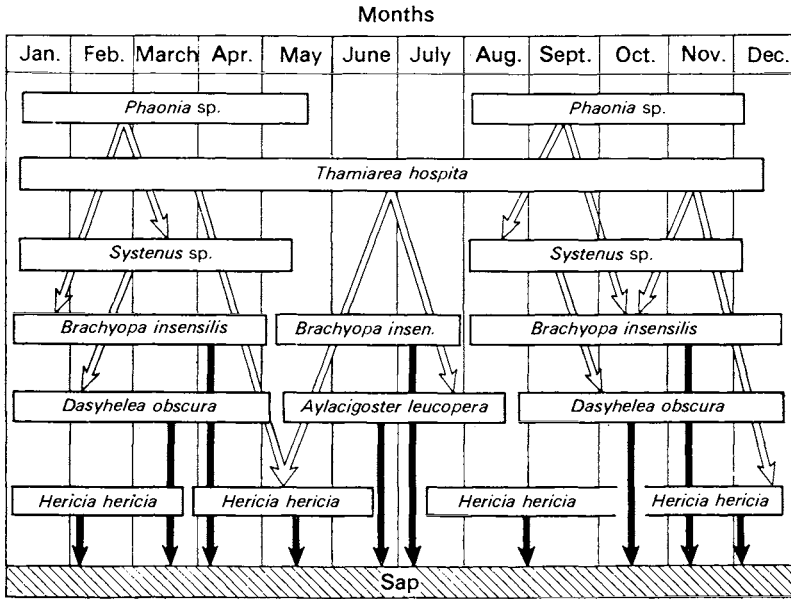 Months
Jan. Feb. March Apr. May June July Aug. Sept. Oct. Nov. Dec.
Phaonia sp. Phaonia sp.
Thamiarea hospita
Systenus sp. Systenus sp.
Brachyopa insensilis Brachyopa insen. Brachyopa insensilis
Dasyhelea obscura Aylacigoster leucopera Dasyhelea obscura
Hericia hericia Hericia hericia Hericia hericia Hericia hericia
Sap